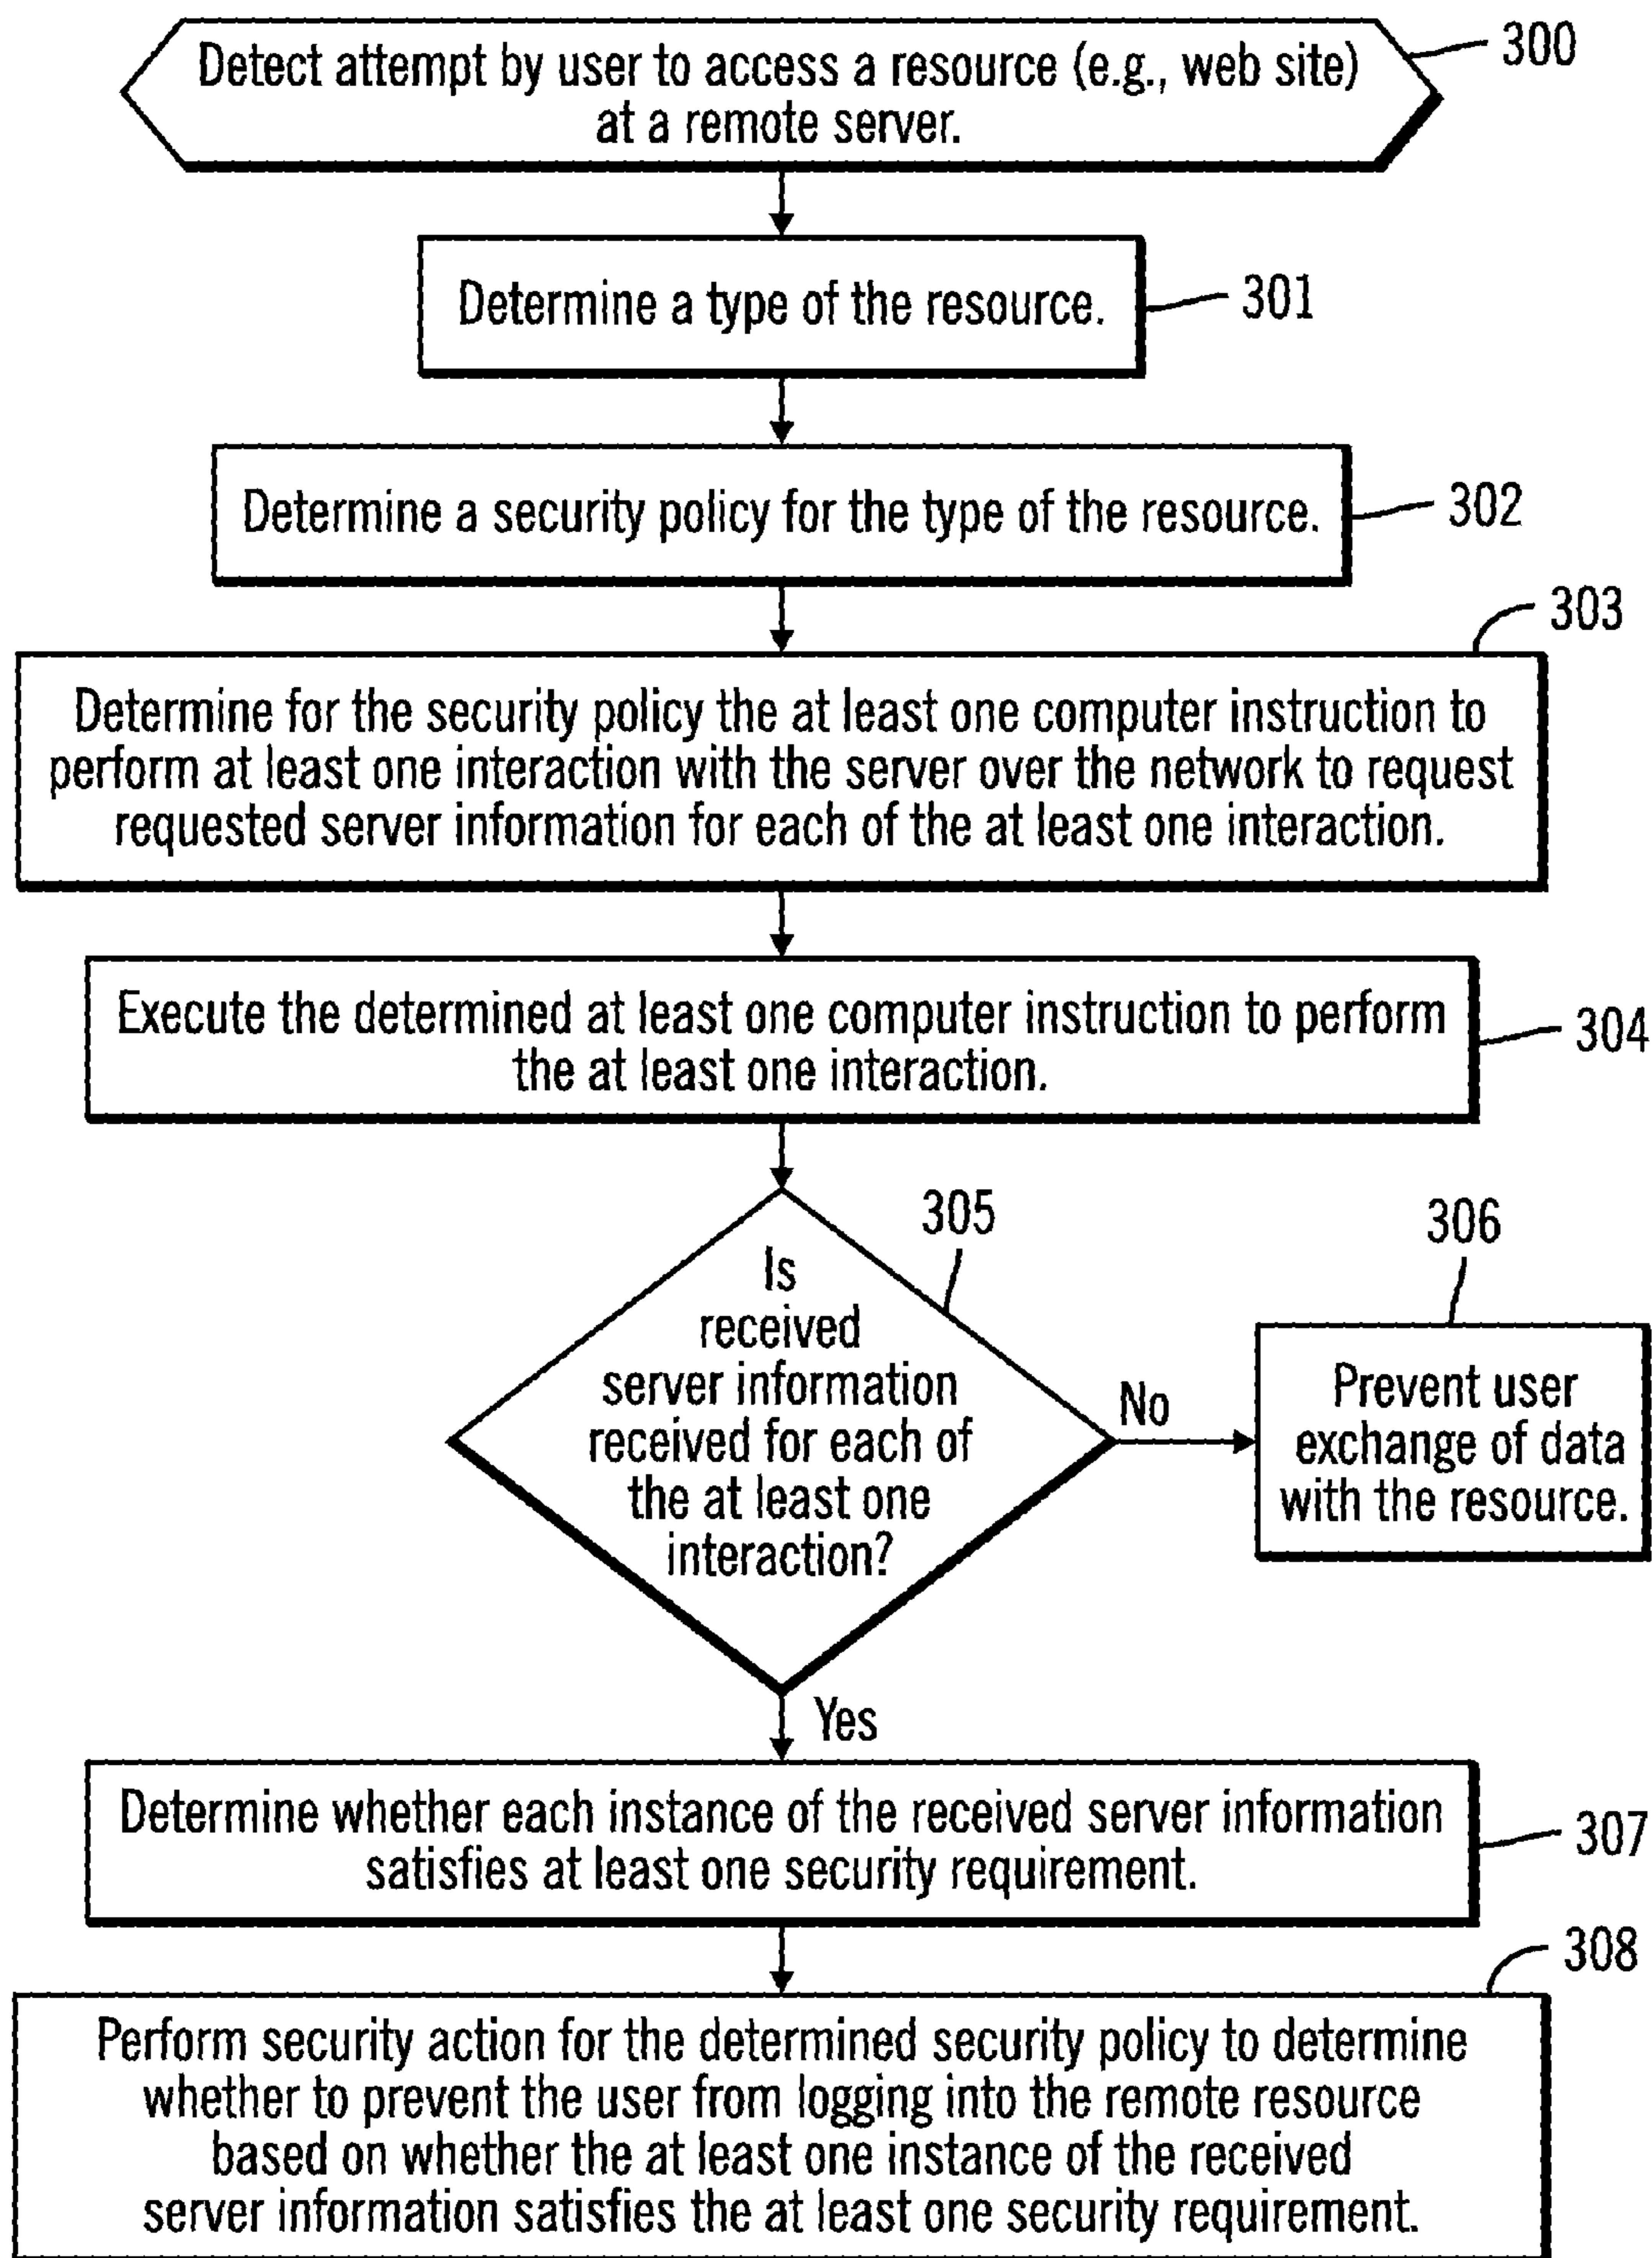 Detect attempt by user to access a resource (e.g., web site)
at a remote server.
300
Determine a type of the resource.
301
Determine a security policy for the type of the resource.
302
303
Determine for the security policy the at least one computer instruction to
perform at least one interaction with the server over the network to request
requested server information for each of the at least one interaction.
Execute the determined at least one computer instruction to perform
the at least one interaction.
304
305
Is
received
server information
received for each of
the at least one
interaction?
No
306
Prevent user
exchange of data
with the resource.
Yes
Determine whether each instance of the received server information
satisfies at least one security requirement.
307
308
Perform security action for the determined security policy to determine
whether to prevent the user from logging into the remote resource
based on whether the at least one instance of the received
server information satisfies the at least one security requirement.